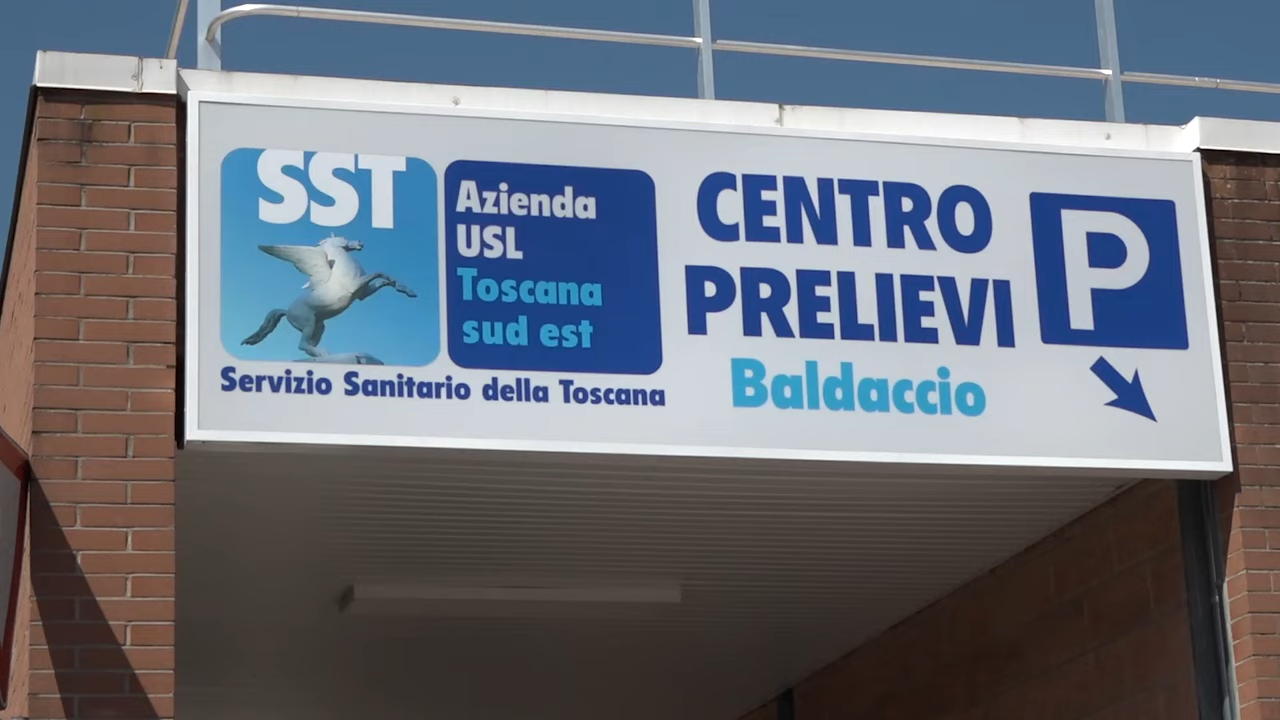 SST
Azienda
USL
Toscana
sud est
Servizio Sanitario della Toscana
CENTRO
PRELIEVI
Baldaccio
P